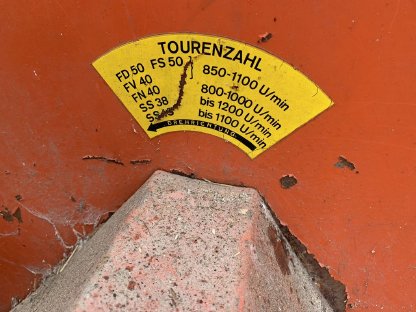 TOURENZAHL
FD 50 FS 50 850-1100 U/min
FV 40 800-1000 U/min
FN 40 bis 1200 U/min
SS 38 bis 1100 U/min
DREHRICHTUNG